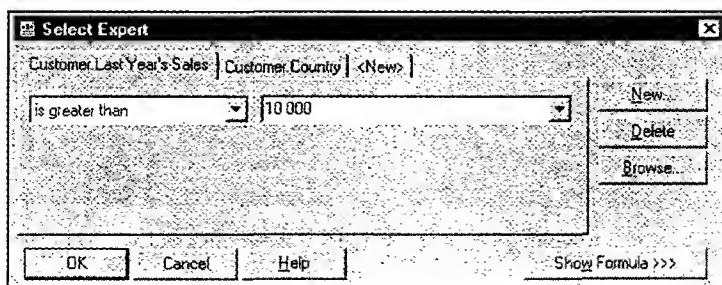 Select Expert
Customer.Last Year's Sales Customer.Country <New>
is greater than 10 000
New...
Delete
Browse...
OK Cancel Help Show Formula >>>